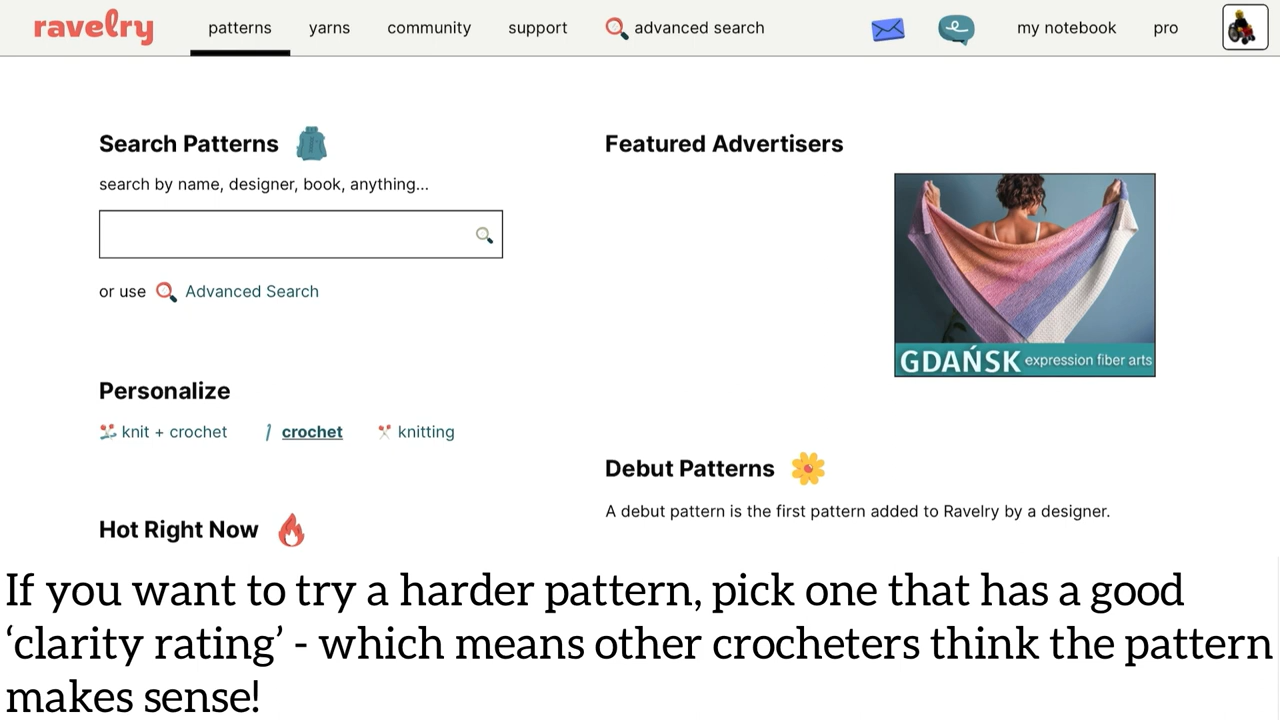 ravelry
patterns
yarns
community
support
advanced search
my notebook
pro
Search Patterns
search by name, designer, book, anything...
or use Advanced Search
Personalize
knit + crochet
crochet
knitting
Hot Right Now
Featured Advertisers
GDAŃSK expression fiber arts
Debut Patterns
A debut pattern is the first pattern added to Ravelry by a designer.
If you want to try a harder pattern, pick one that has a good
‘clarity rating’ - which means other crocheters think the pattern
makes sense!